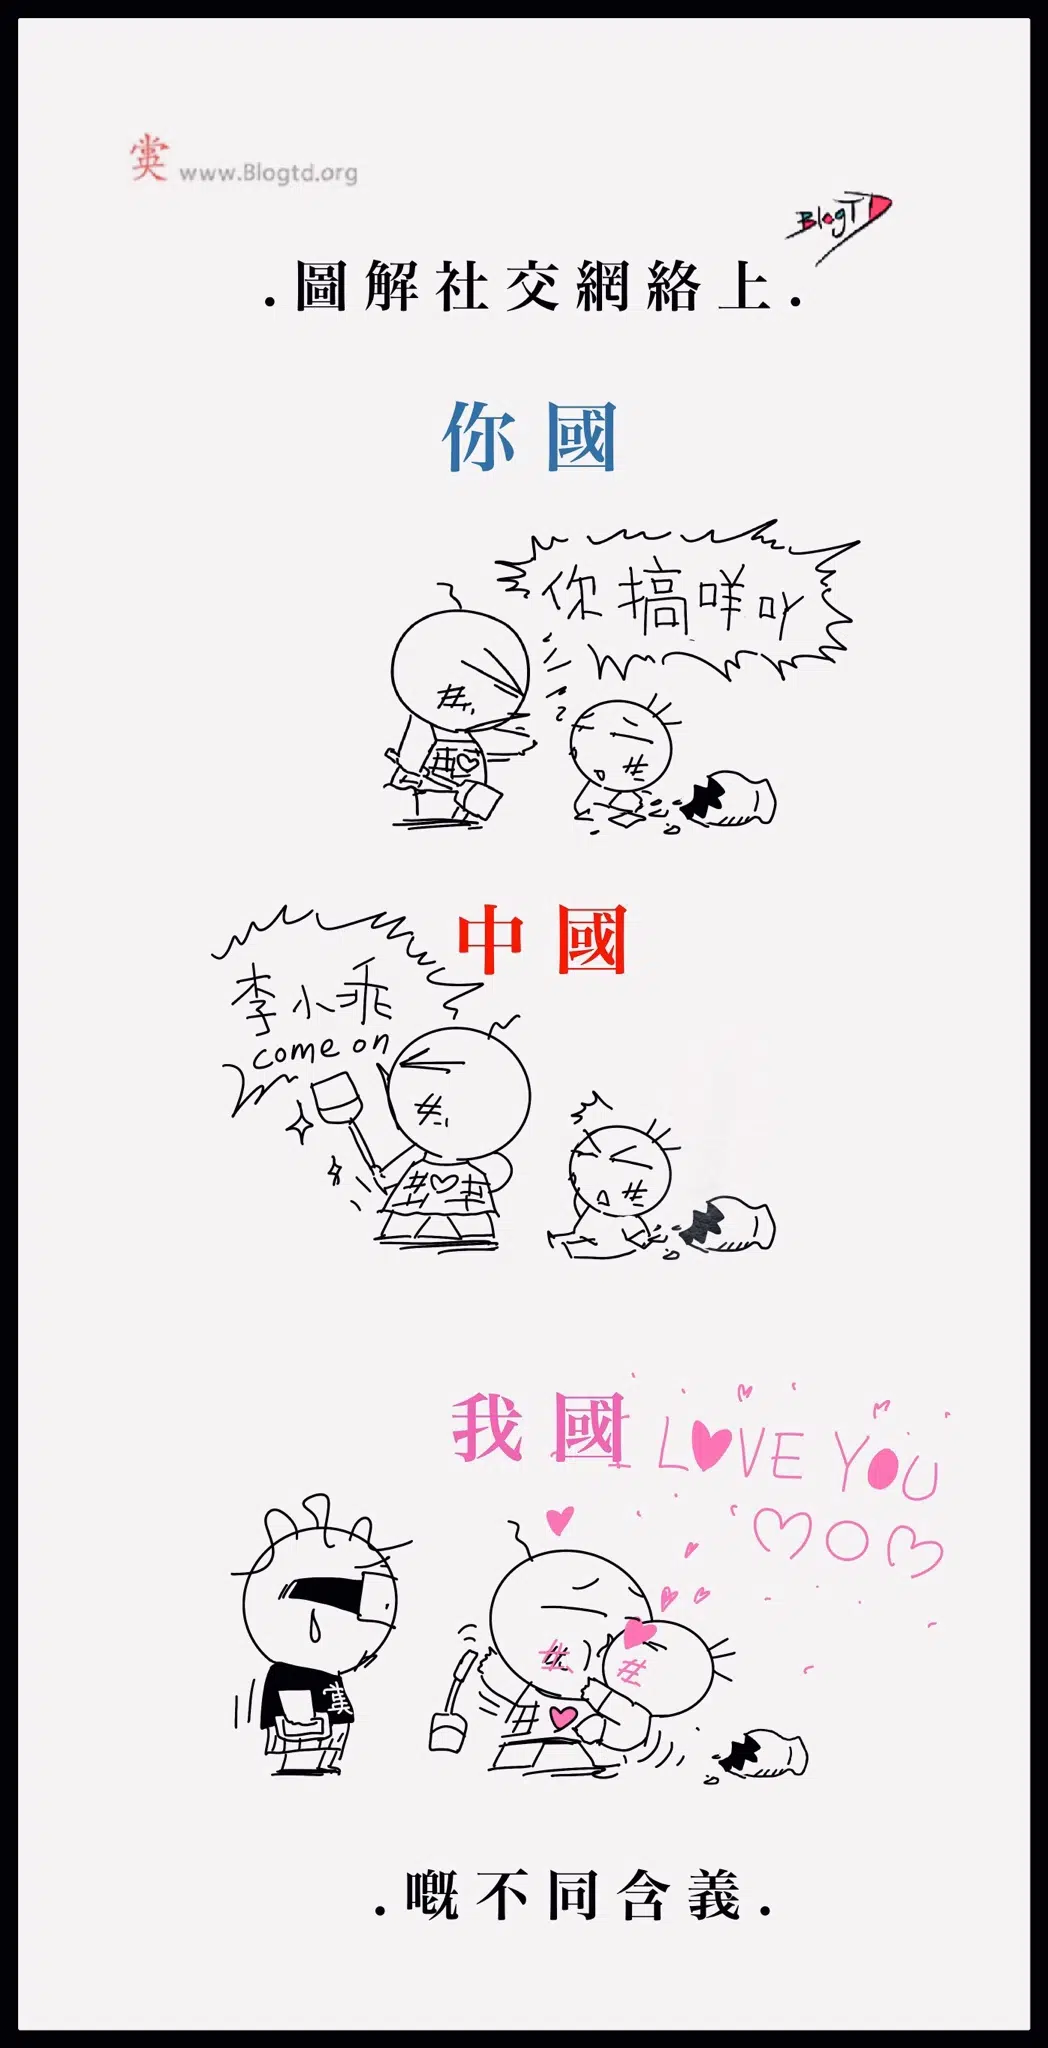 www.Blogtd.org
BlogTD
.圖解社交網絡上.
你國
你搞咩吖
中國
李小乖
come on
我國
LOVE YOU
MOM
.嘅不同含義.